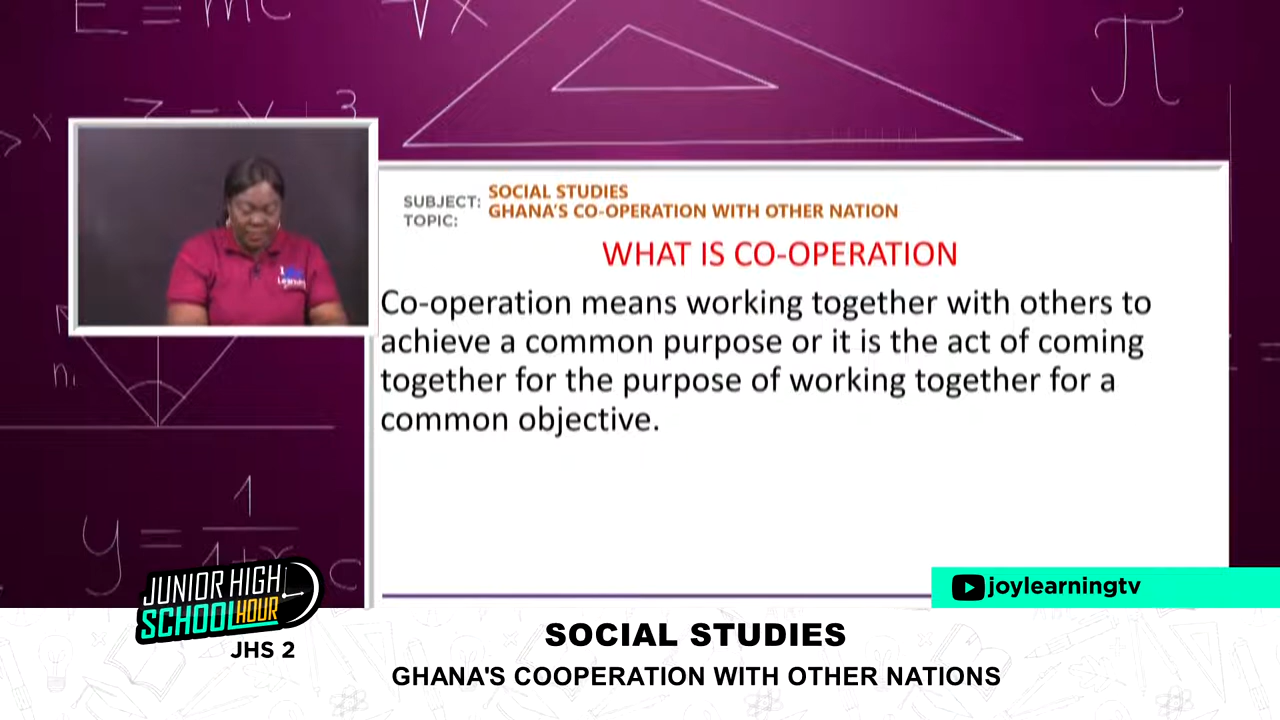 E = mc
√x
π
SUBJECT: SOCIAL STUDIES
TOPIC: GHANA'S CO-OPERATION WITH OTHER NATION
WHAT IS CO-OPERATION
Co-operation means working together with others to
achieve a common purpose or it is the act of coming
together for the purpose of working together for a
common objective.
JUNIOR HIGH
SCHOOL HOUR
JHS 2
joylearningtv
SOCIAL STUDIES
GHANA'S COOPERATION WITH OTHER NATIONS